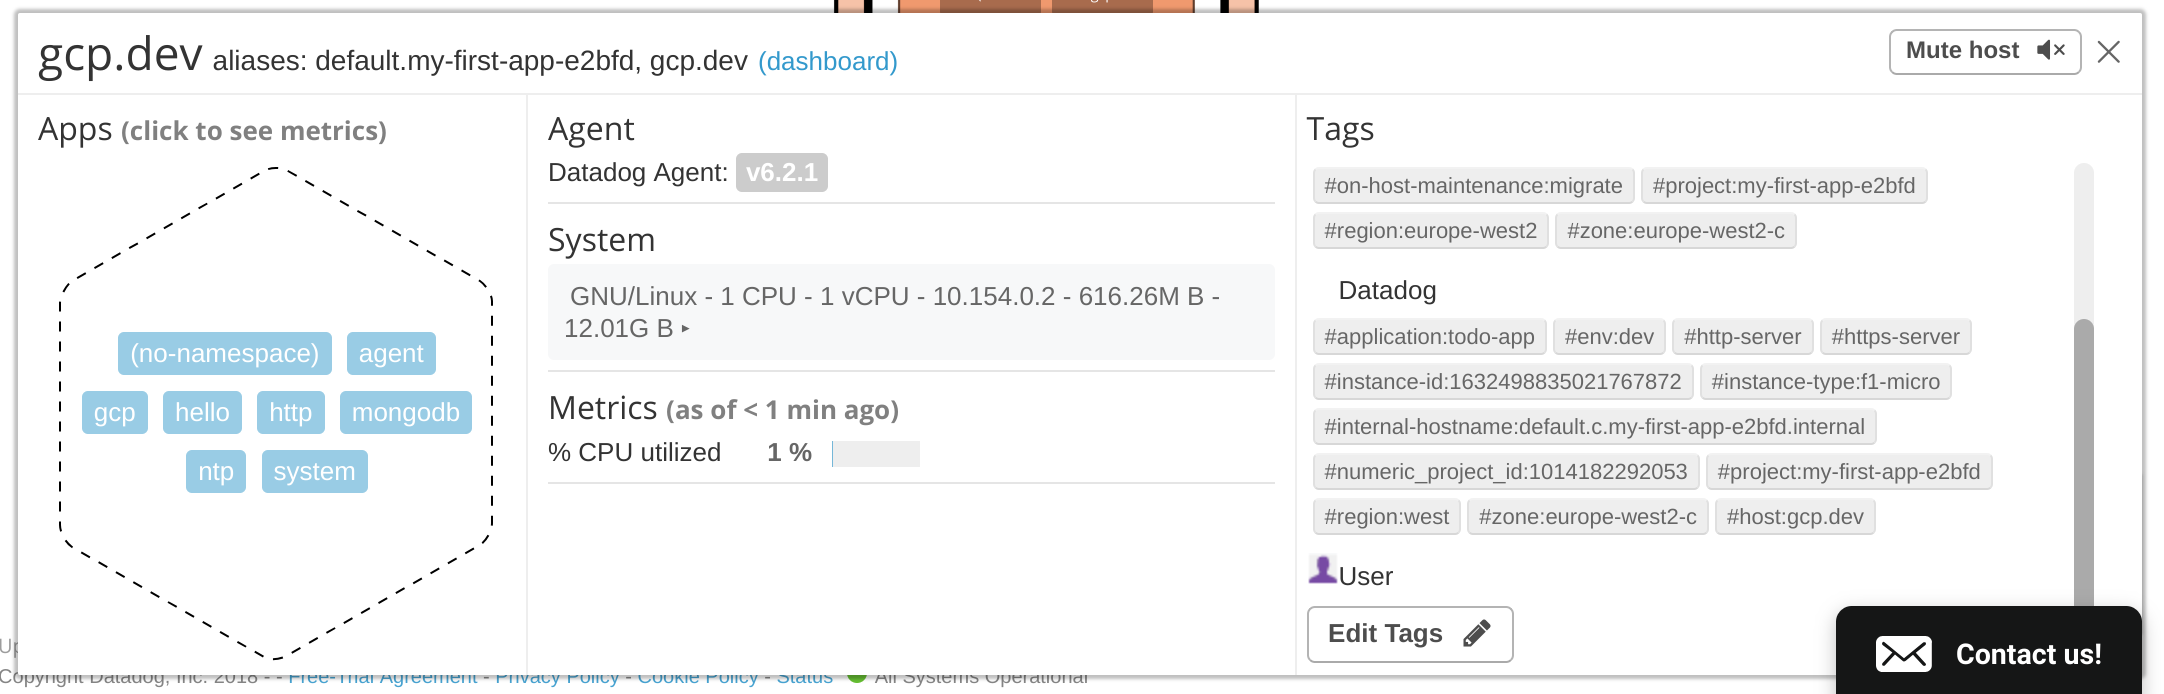 gcp.dev aliases: default.my-first-app-e2bfd, gcp.dev (dashboard)
Mute host
Apps (click to see metrics)
(no-namespace) agent
gcp hello http mongodb
ntp system
Agent
Datadog Agent: v6.2.1
System
GNU/Linux - 1 CPU - 1 vCPU - 10.154.0.2 - 616.26M B -
12.01G B ▸
Metrics (as of < 1 min ago)
% CPU utilized 1 %
Tags
#on-host-maintenance:migrate #project:my-first-app-e2bfd
#region:europe-west2 #zone:europe-west2-c
Datadog
#application:todo-app #env:dev #http-server #https-server
#instance-id:1632498835021767872 #instance-type:f1-micro
#internal-hostname:default.c.my-first-app-e2bfd.internal
#numeric_project_id:1014182292053 #project:my-first-app-e2bfd
#region:west #zone:europe-west2-c #host:gcp.dev
User
Edit Tags
Contact us!
Copyright Datadog, Inc. 2018 - - Free-Trial Agreement - Privacy Policy - Cookie Policy - Status All Systems Operational